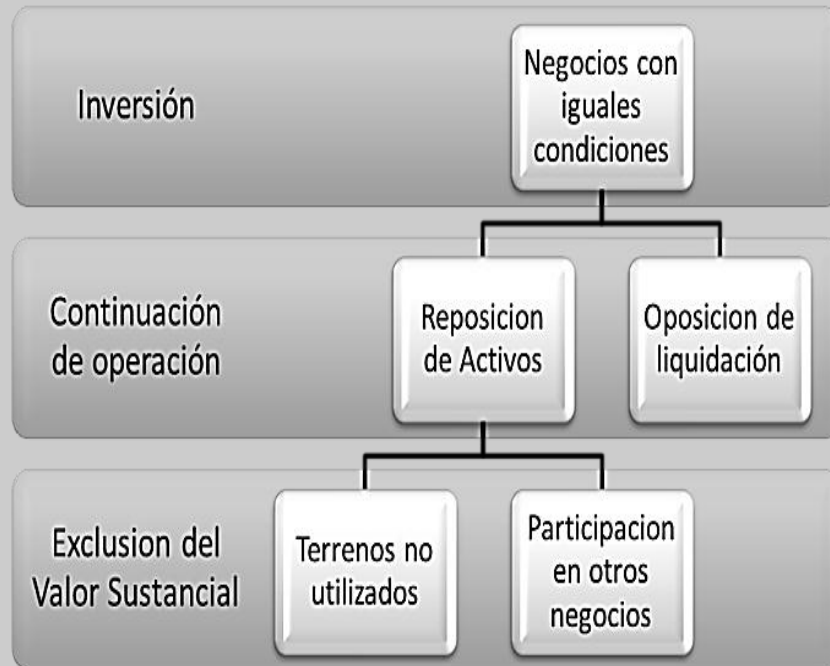 Inversión
Negocios con
iguales
condiciones
Continuación
de operación
Reposicion
de Activos
Oposicion de
liquidación
Exclusion del
Valor Sustancial
Terrenos no
utilizados
Participacion
en otros
negocios